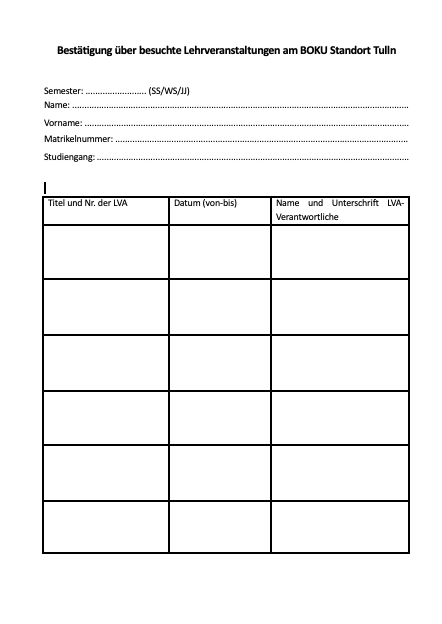 Bestätigung über besuchte Lehrveranstaltungen am BOKU Standort Tulln
Semester: ......................... (SS/WS/JJ)
Name: ........................................................................................................................
Vorname: ...................................................................................................................
Matrikelnummer: ........................................................................................................
Studiengang: ...............................................................................................................
Titel und Nr. der LVA
Datum (von-bis)
Name und Unterschrift LVA-
Verantwortliche